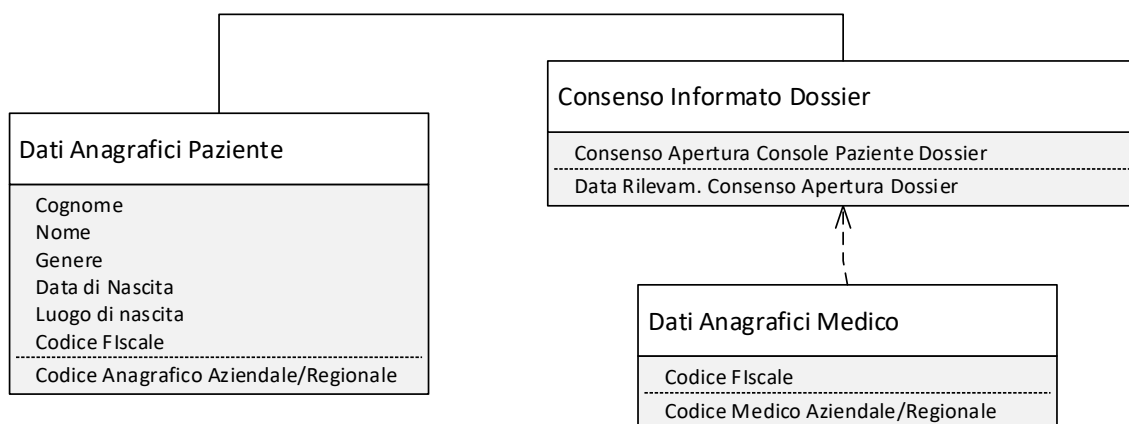 Dati Anagrafici Paziente
Cognome
Nome
Genere
Data di Nascita
Luogo di nascita
Codice FIscale
Codice Anagrafico Aziendale/Regionale
Consenso Informato Dossier
Consenso Apertura Console Paziente Dossier
Data Rilevam. Consenso Apertura Dossier
Dati Anagrafici Medico
Codice FIscale
Codice Medico Aziendale/Regionale